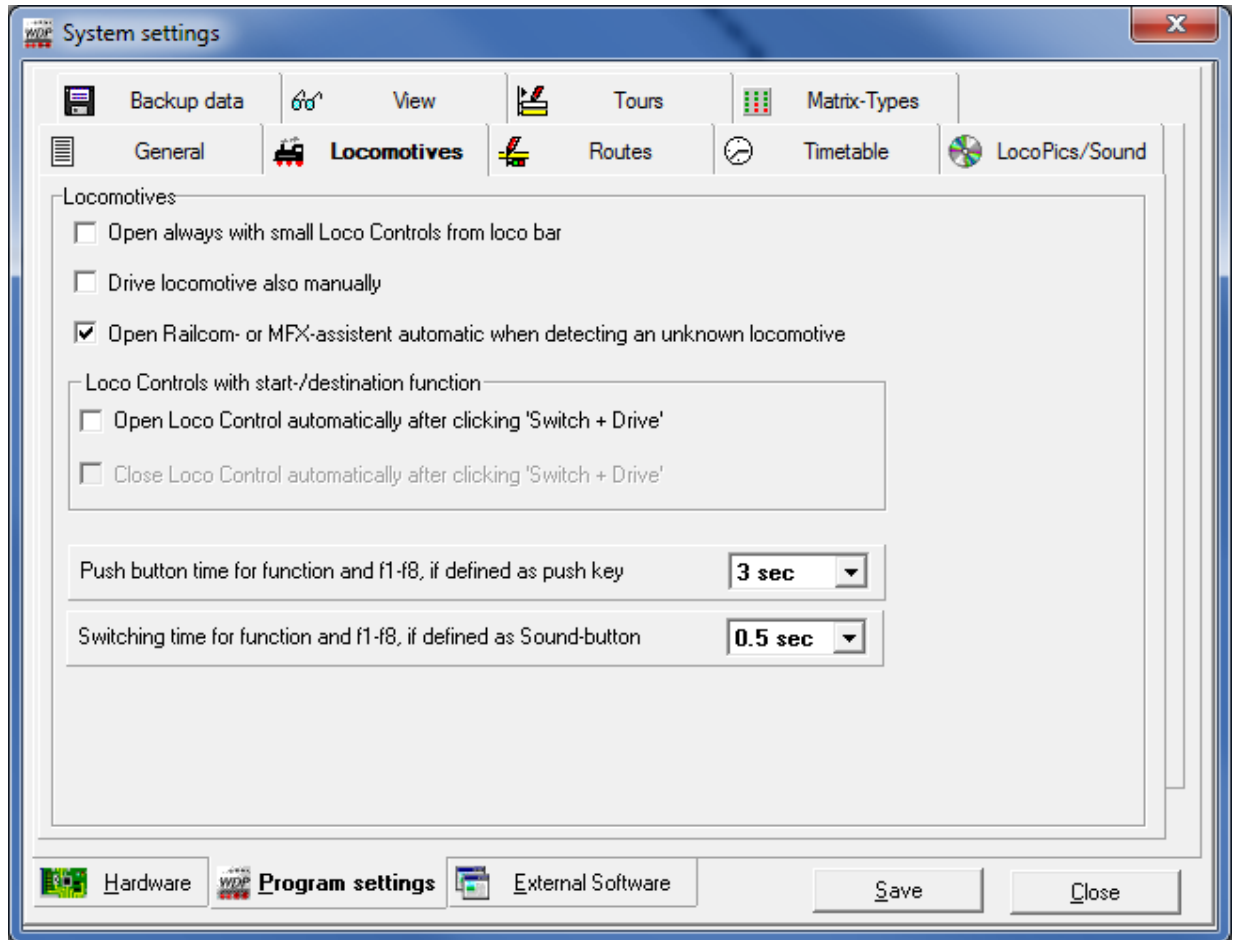 WDP System settings
Backup data View Tours Matrix-Types
General Locomotives Routes Timetable LocoPics/Sound
Locomotives
Open always with small Loco Controls from loco bar
Drive locomotive also manually
Open Railcom- or MFX-assistent automatic when detecting an unknown locomotive
Loco Controls with start-/destination function
Open Loco Control automatically after clicking 'Switch + Drive'
Close Loco Control automatically after clicking 'Switch + Drive'
Push button time for function and f1-f8, if defined as push key 3 sec
Switching time for function and f1-f8, if defined as Sound-button 0.5 sec
Hardware WDP Program settings External Software Save Close